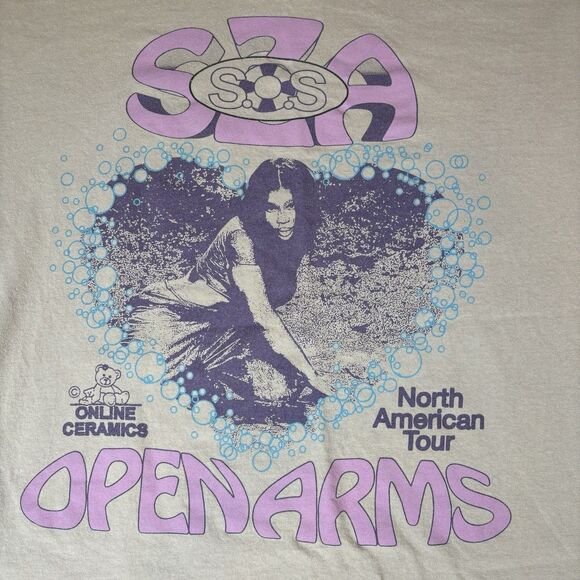 SZA
S.O.S
©
ONLINE
CERAMICS
North
American
Tour
OPEN ARMS